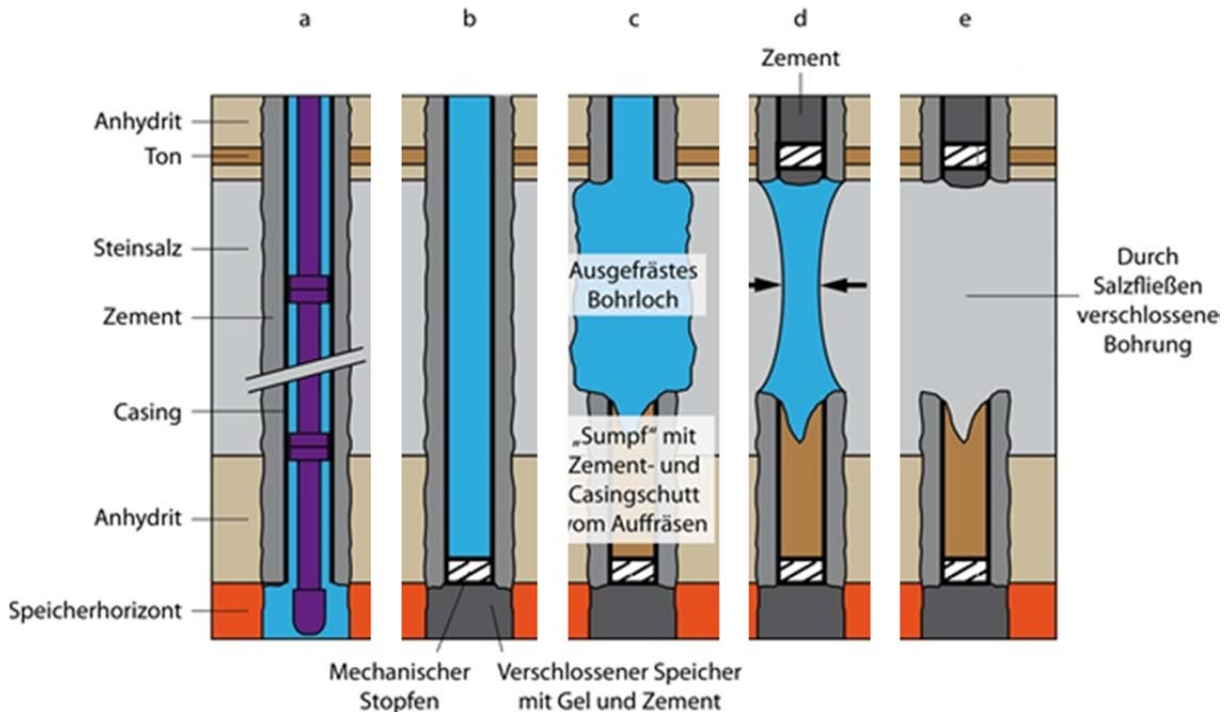 a
b
c
d
e
Zement
Anhydrit
Ton
Steinsalz
Zement
Casing
Anhydrit
Speicherhorizont
Ausgefrästes
Bohrloch
„Sumpf“ mit
Zement- und
Casingschutt
vom Auffräsen
Durch
Salzfließen
verschlossene
Bohrung
Mechanischer
Stopfen
Verschlossener Speicher
mit Gel und Zement